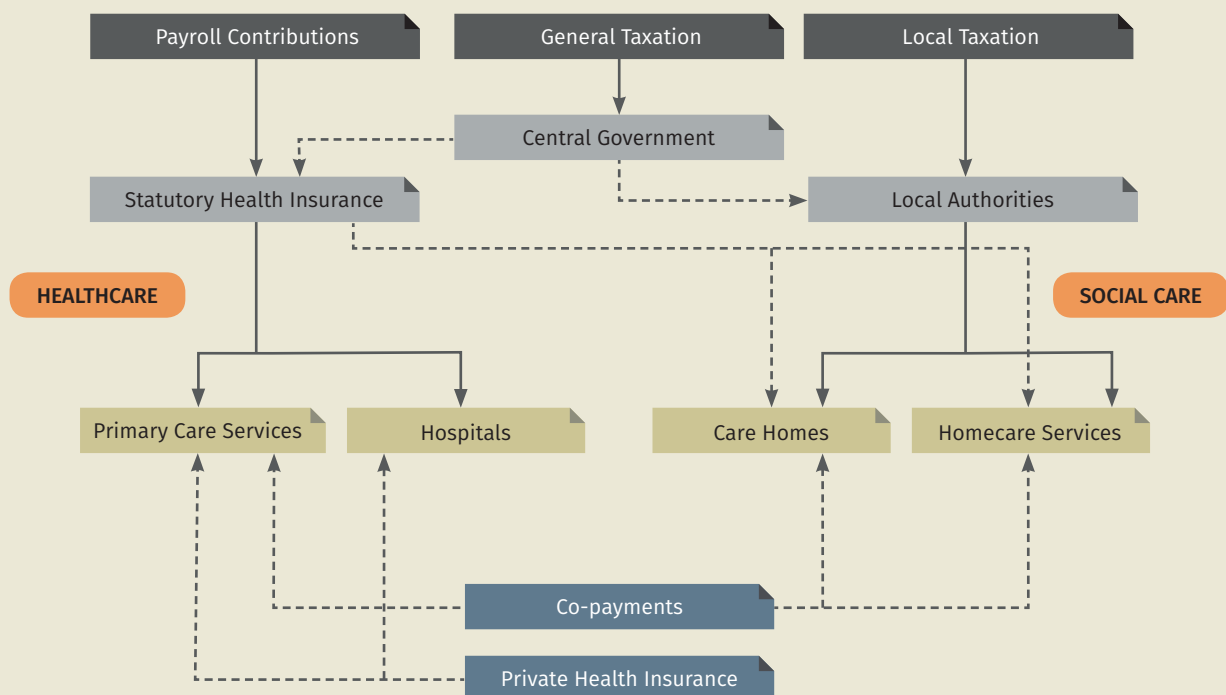 Payroll Contributions
General Taxation
Local Taxation
Central Government
Statutory Health Insurance
Local Authorities
HEALTHCARE
SOCIAL CARE
Primary Care Services
Hospitals
Care Homes
Homecare Services
Co-payments
Private Health Insurance